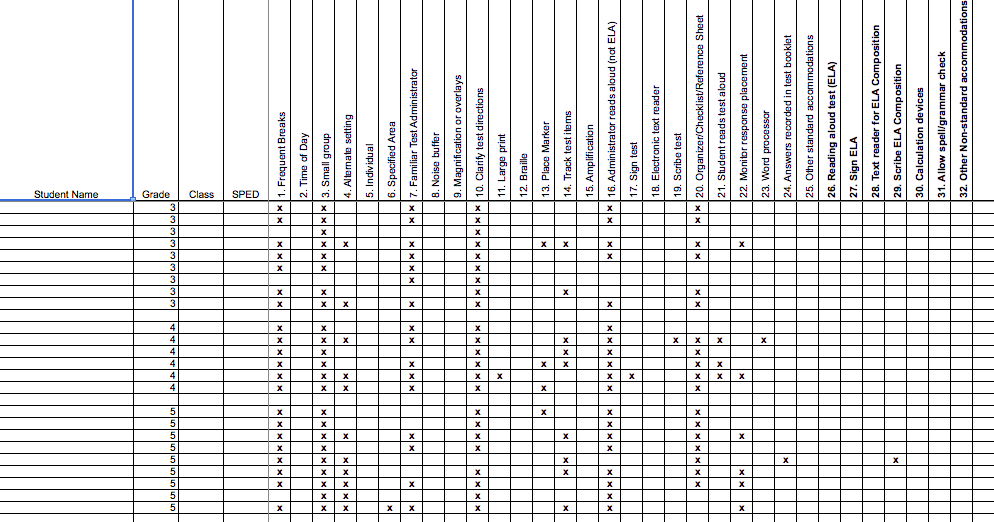 Student Name
Grade
Class
SPED
1. Frequent Breaks
2. Time of Day
3. Small group
4. Alternate setting
5. Individual
6. Specified Area
7. Familiar Test Administrator
8. Noise buffer
9. Magnification or overlays
10. Clarify test directions
11. Large print
12. Braille
13. Place Marker
14. Track test items
15. Amplification
16. Administrator reads aloud (not ELA)
17. Sign test
18. Electronic text reader
19. Scribe test
20. Organizer/Checklist/Reference Sheet
21. Student reads test aloud
22. Monitor response placement
23. Word processor
24. Answers recorded in test booklet
25. Other standard accommodations
26. Reading aloud test (ELA)
27. Sign ELA
28. Text reader for ELA Composition
29. Scribe ELA Composition
30. Calculation devices
31. Allow spell/grammar check
32. Other Non-standard accommodations
3 x x x x x x
3 x x x x x x
3 x x
3 x x x x x x x x x x
3 x x x x x x
3 x x x x
3 x x
3 x x x x x
3 x x x x x x x
4 x x x x x
4 x x x x x x x x x x x
4 x x x x x x
4 x x x x x x x x x
4 x x x x x x x x x x x
4 x x x x x x x x
5 x x x x x x
5 x x x x x
5 x x x x x x x x x
5 x x x x x x
5 x x x x x x x
5 x x x x x x x x
5 x x x x x x x x
5 x x x x
5 x x x x x x x x x